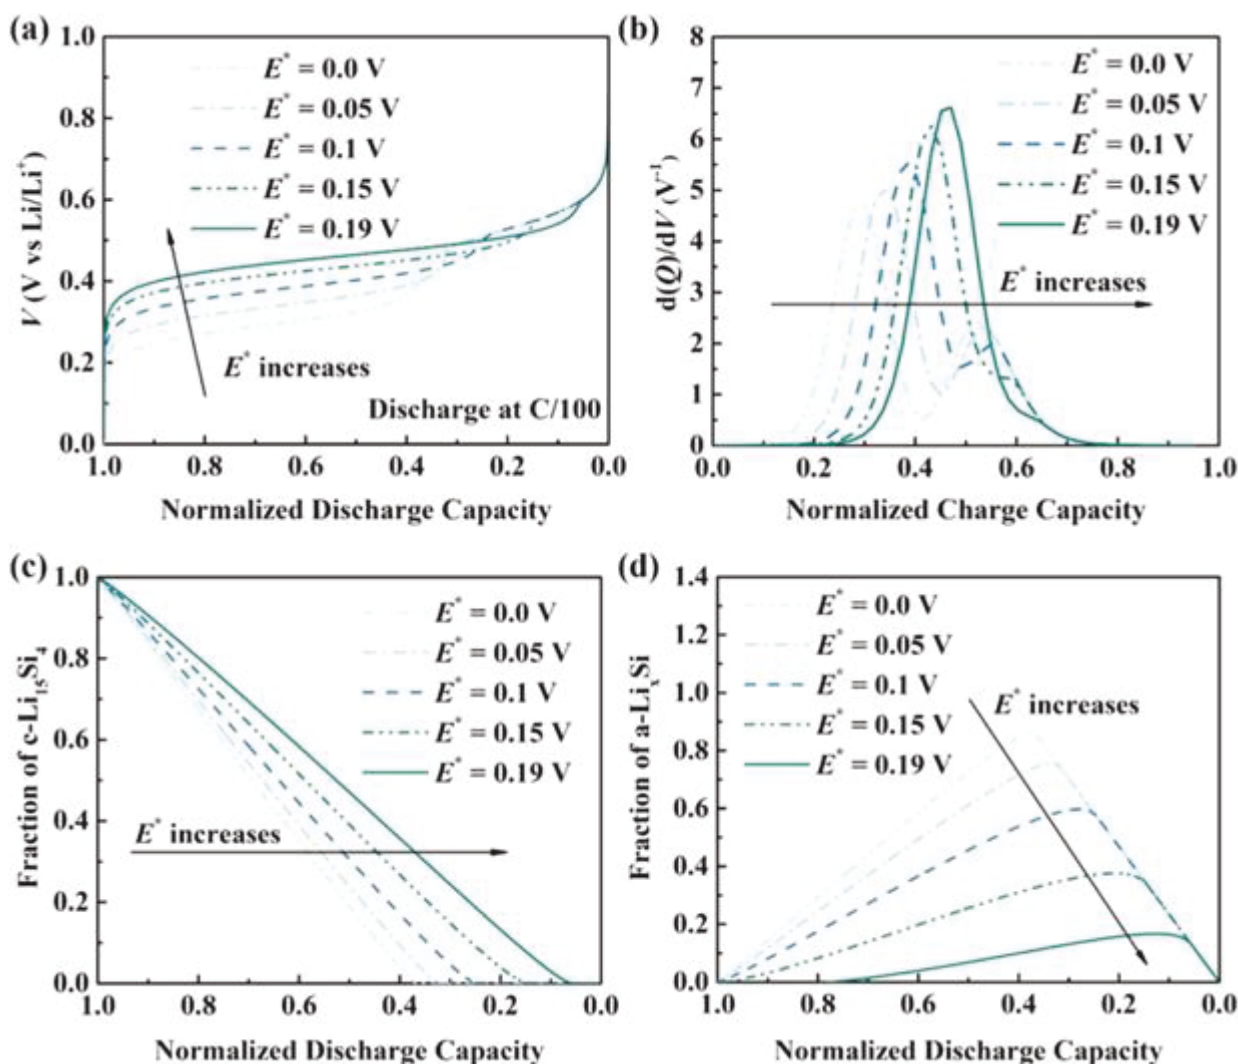 (a)
1.0
0.8
0.6
0.4
0.2
0.0
V (V vs Li/Li⁺)
E* = 0.0 V
E* = 0.05 V
E* = 0.1 V
E* = 0.15 V
E* = 0.19 V
E* increases
Discharge at C/100
1.0 0.8 0.6 0.4 0.2 0.0
Normalized Discharge Capacity
(b)
8
7
6
5
4
3
2
1
0
d(Q)/dV (V⁻¹)
E* = 0.0 V
E* = 0.05 V
E* = 0.1 V
E* = 0.15 V
E* = 0.19 V
E* increases
0.0 0.2 0.4 0.6 0.8 1.0
Normalized Charge Capacity
(c)
1.0
0.8
0.6
0.4
0.2
0.0
Fraction of c-Li₁₅Si₄
E* = 0.0 V
E* = 0.05 V
E* = 0.1 V
E* = 0.15 V
E* = 0.19 V
E* increases
1.0 0.8 0.6 0.4 0.2 0.0
Normalized Discharge Capacity
(d)
1.4
1.2
1.0
0.8
0.6
0.4
0.2
0.0
Fraction of a-LiₓSi
E* = 0.0 V
E* = 0.05 V
E* = 0.1 V
E* = 0.15 V
E* = 0.19 V
E* increases
1.0 0.8 0.6 0.4 0.2 0.0
Normalized Discharge Capacity